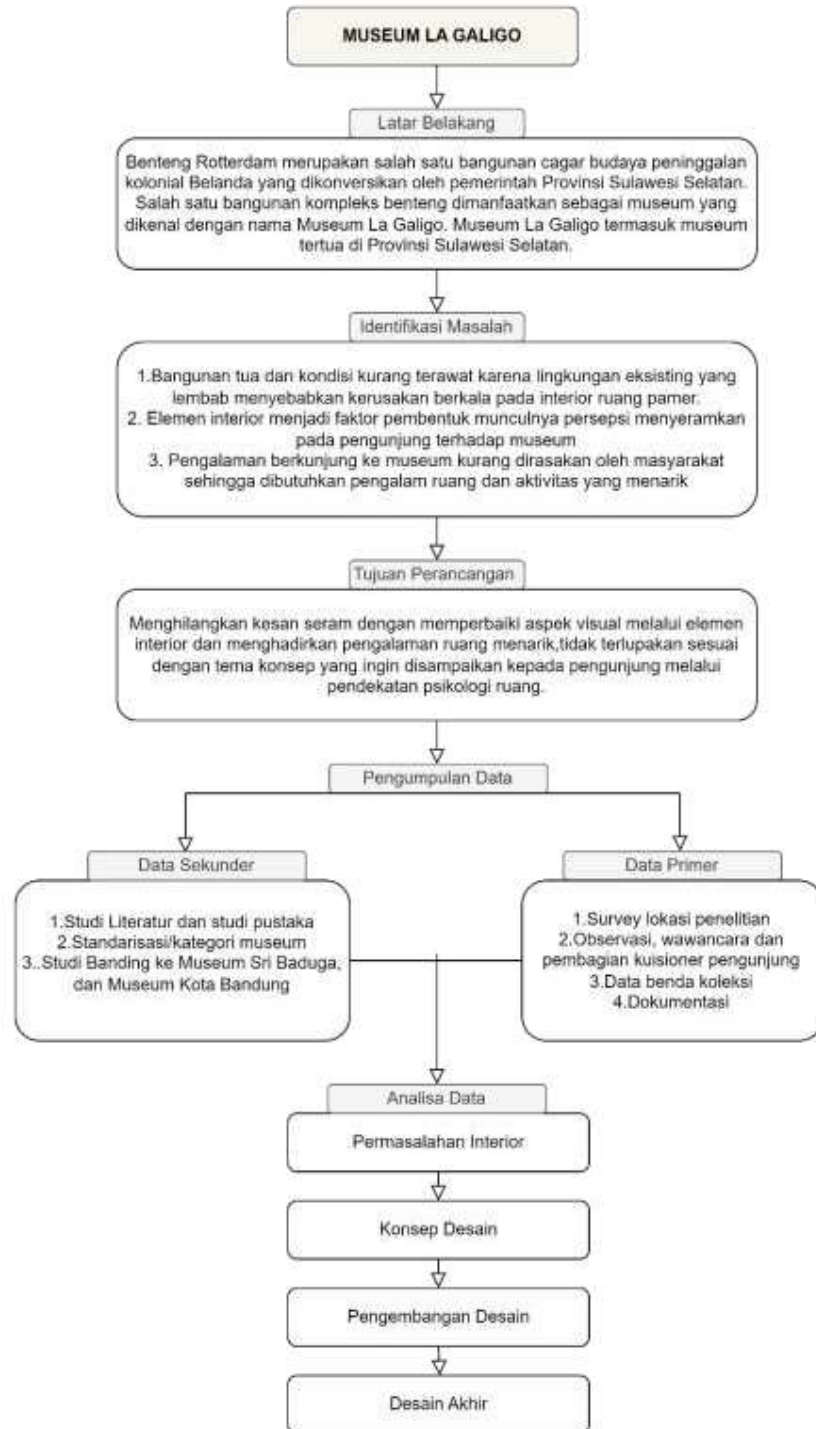 MUSEUM LA GALIGO
Latar Belakang
Benteng Rotterdam merupakan salah satu bangunan cagar budaya peninggalan
kolonial Belanda yang dikonversikan oleh pemerintah Provinsi Sulawesi Selatan.
Salah satu bangunan kompleks benteng dimanfaatkan sebagai museum yang
dikenal dengan nama Museum La Galigo. Museum La Galigo termasuk museum
tertua di Provinsi Sulawesi Selatan.
Identifikasi Masalah
1.Bangunan tua dan kondisi kurang terawat karena lingkungan eksisting yang
lembab menyebabkan kerusakan berkala pada interior ruang pamer.
2. Elemen interior menjadi faktor pembentuk munculnya persepsi menyeramkan
pada pengunjung terhadap museum
3. Pengalaman berkunjung ke museum kurang dirasakan oleh masyarakat
sehingga dibutuhkan pengalam ruang dan aktivitas yang menarik
Tujuan Perancangan
Menghilangkan kesan seram dengan memperbaiki aspek visual melalui elemen
interior dan menghadirkan pengalaman ruang menarik,tidak terlupakan sesuai
dengan tema konsep yang ingin disampaikan kepada pengunjung melalui
pendekatan psikologi ruang.
Pengumpulan Data
Data Sekunder
1.Studi Literatur dan studi pustaka
2.Standarisasi/kategori museum
3..Studi Banding ke Museum Sri Baduga,
dan Museum Kota Bandung
Data Primer
1.Survey lokasi penelitian
2.Observasi, wawancara dan
pembagian kuisioner pengunjung
3.Data benda koleksi
4.Dokumentasi
Analisa Data
Permasalahan Interior
Konsep Desain
Pengembangan Desain
Desain Akhir